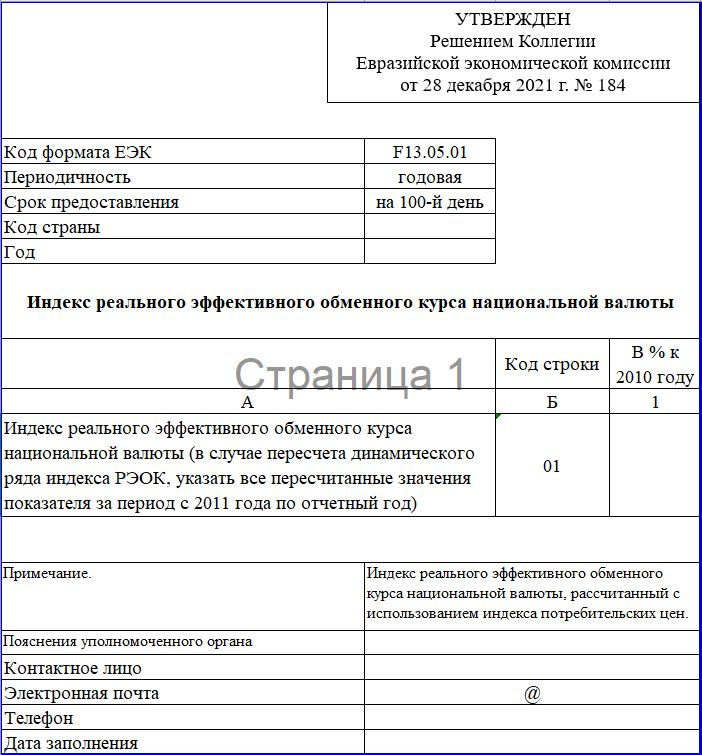 УТВЕРЖДЕН
Решением Коллегии
Евразийской экономической комиссии
от 28 декабря 2021 г. № 184
Код формата ЕЭК F13.05.01
Периодичность годовая
Срок предоставления на 100-й день
Код страны
Год
Индекс реального эффективного обменного курса национальной валюты
Страница 1
Код строки
В % к
2010 году
А Б 1
Индекс реального эффективного обменного курса
национальной валюты (в случае пересчета динамического
ряда индекса РЭОК, указать все пересчитанные значения
показателя за период с 2011 года по отчетный год)
01
Примечание.
Индекс реального эффективного обменного
курса национальной валюты, рассчитанный с
использованием индекса потребительских цен.
Пояснения уполномоченного органа
Контактное лицо
Электронная почта @
Телефон
Дата заполнения